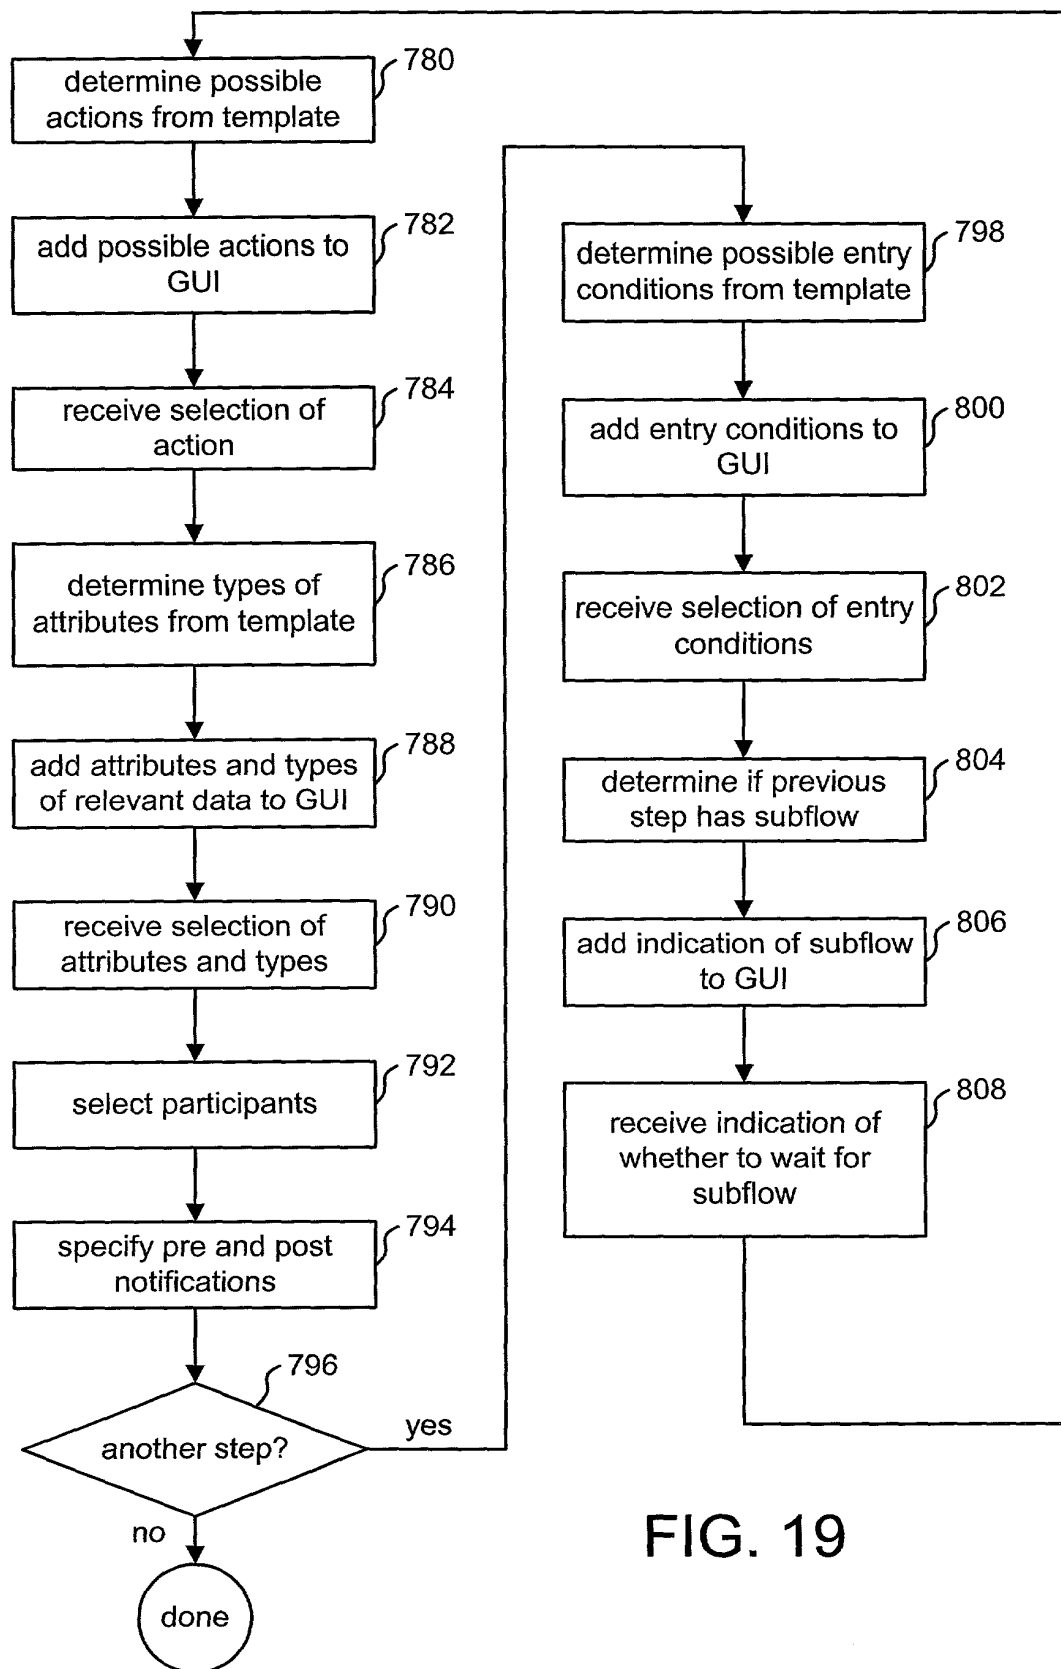 780
determine possible
actions from template
782
add possible actions to
GUI
784
receive selection of
action
786
determine types of
attributes from template
788
add attributes and types
of relevant data to GUI
790
receive selection of
attributes and types
792
select participants
794
specify pre and post
notifications
796
another step?
yes
no
done
798
determine possible entry
conditions from template
800
add entry conditions to
GUI
802
receive selection of entry
conditions
804
determine if previous
step has subflow
806
add indication of subflow
to GUI
808
receive indication of
whether to wait for
subflow
FIG. 19